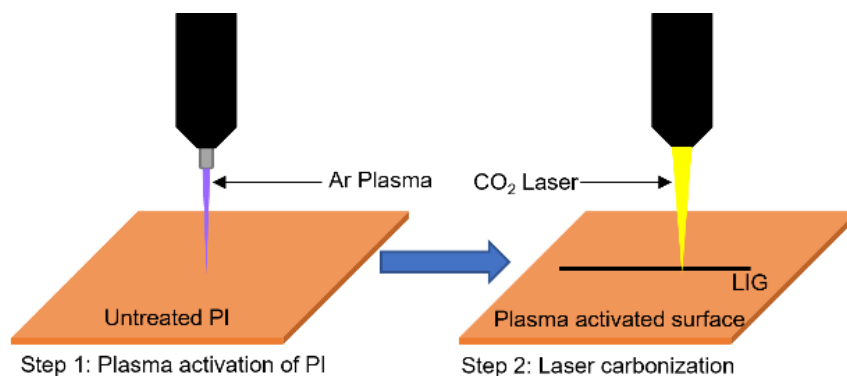 Ar Plasma
CO₂ Laser
Untreated PI
LIG
Plasma activated surface
Step 1: Plasma activation of PI
Step 2: Laser carbonization